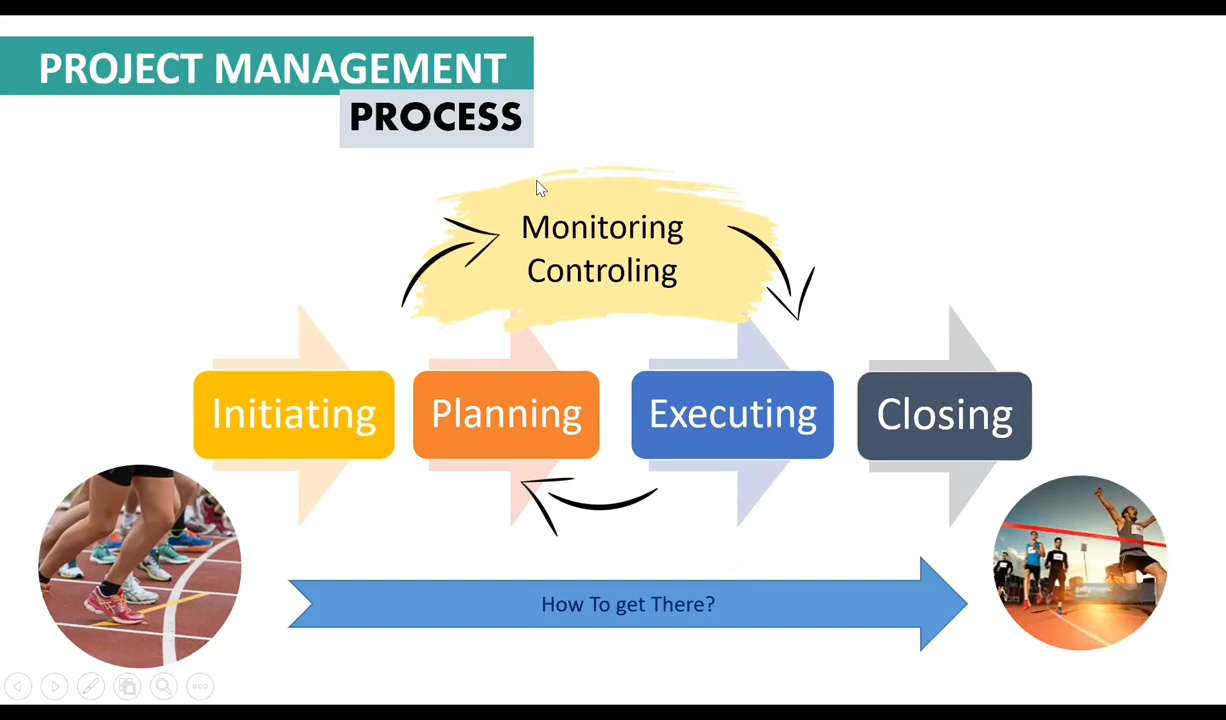 PROJECT MANAGEMENT
PROCESS
Monitoring
Controling
Initiating
Planning
Executing
Closing
How To get There?